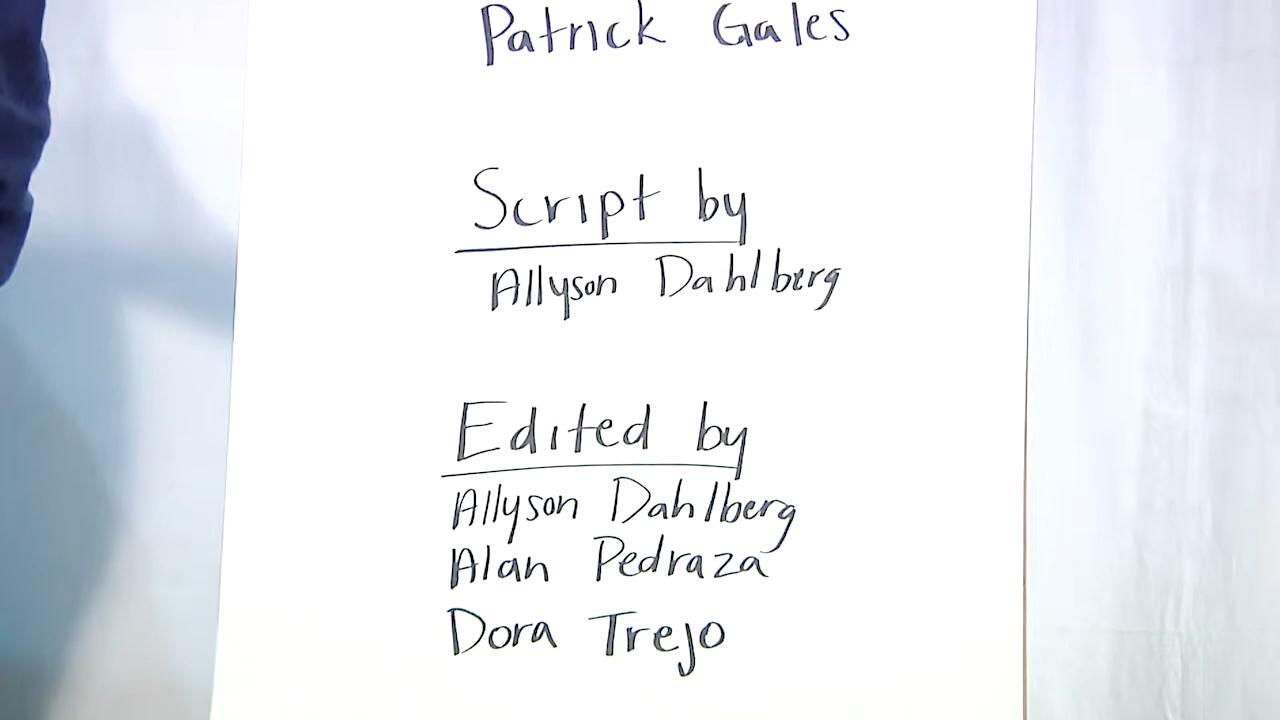 Patrick Gales
Script by
Allyson Dahlberg
Edited by
Allyson Dahlberg
Alan Pedraza
Dora Trejo